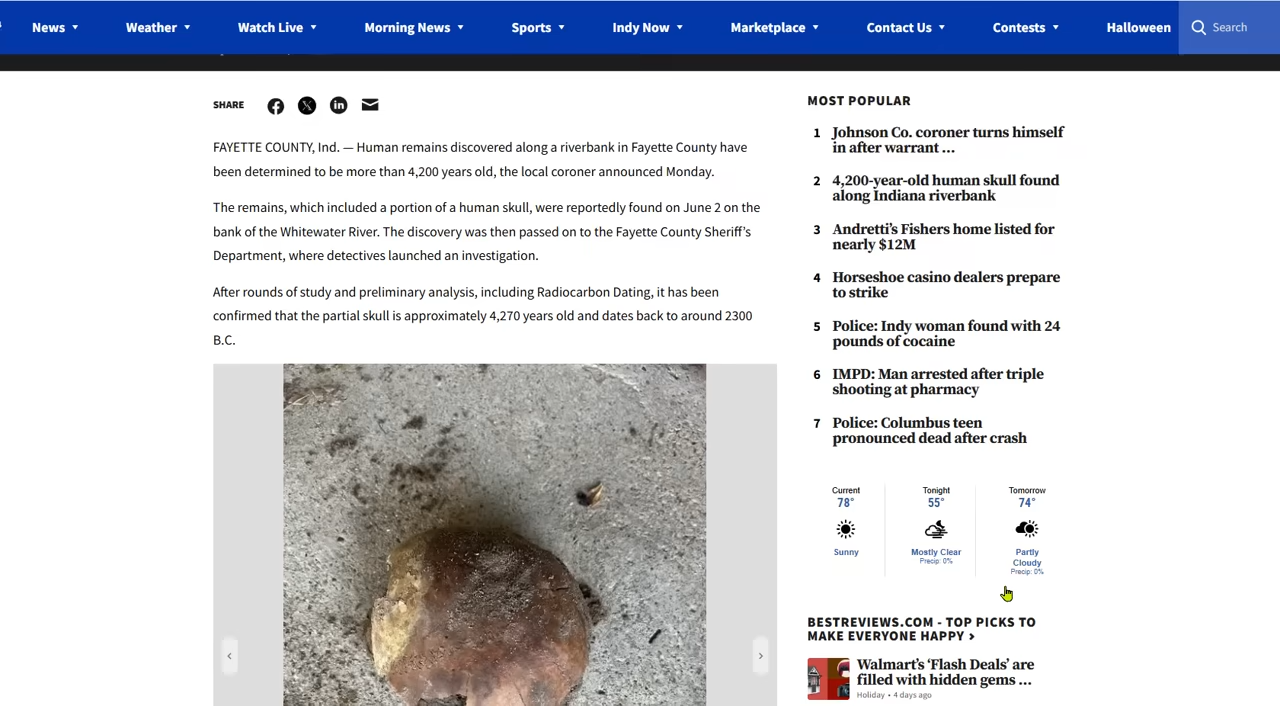 News
Weather
Watch Live
Morning News
Sports
Indy Now
Marketplace
Contact Us
Contests
Halloween
Search
SHARE
FAYETTE COUNTY, Ind. — Human remains discovered along a riverbank in Fayette County have
been determined to be more than 4,200 years old, the local coroner announced Monday.
The remains, which included a portion of a human skull, were reportedly found on June 2 on the
bank of the Whitewater River. The discovery was then passed on to the Fayette County Sheriff’s
Department, where detectives launched an investigation.
After rounds of study and preliminary analysis, including Radiocarbon Dating, it has been
confirmed that the partial skull is approximately 4,270 years old and dates back to around 2300
B.C.
MOST POPULAR
1 Johnson Co. coroner turns himself
in after warrant …
2 4,200-year-old human skull found
along Indiana riverbank
3 Andretti’s Fishers home listed for
nearly $12M
4 Horseshoe casino dealers prepare
to strike
5 Police: Indy woman found with 24
pounds of cocaine
6 IMPD: Man arrested after triple
shooting at pharmacy
7 Police: Columbus teen
pronounced dead after crash
Current
78°
Sunny
Tonight
55°
Mostly Clear
Precip: 0%
Tomorrow
74°
Partly
Cloudy
Precip: 0%
BESTREVIEWS.COM - TOP PICKS TO
MAKE EVERYONE HAPPY ›
Walmart’s ‘Flash Deals’ are
filled with hidden gems …
Holiday • 4 days ago